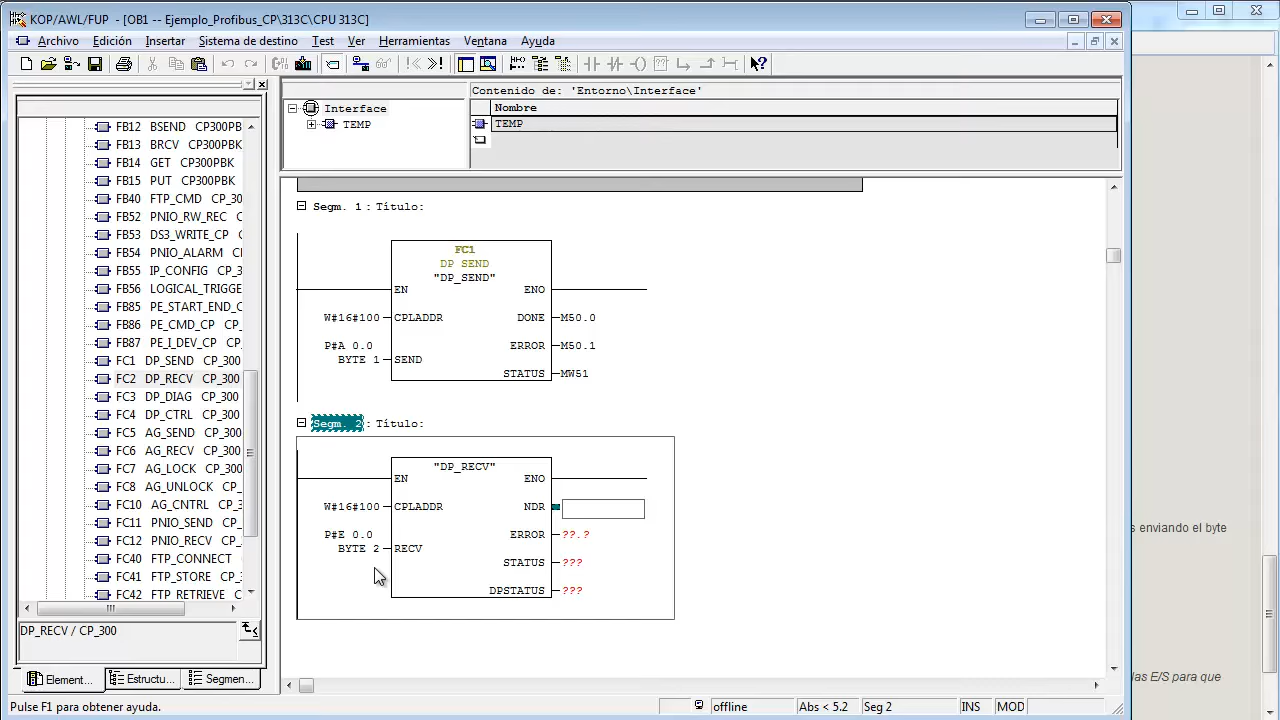 KOP/AWL/FUP - [OB1 -- Ejemplo_Profibus_CP\313C\CPU 313C]
Archivo Edición Insertar Sistema de destino Test Ver Herramientas Ventana Ayuda
FB12 BSEND CP300PB
FB13 BRCV CP300PBK
FB14 GET CP300PBK
FB15 PUT CP300PBK
FB40 FTP_CMD CP_30
FB52 PNIO_RW_REC C
FB53 DS3_WRITE_CP
FB54 PNIO_ALARM C
FB55 IP_CONFIG CP_3
FB56 LOGICAL_TRIGGE
FB85 PE_START_END_C
FB86 PE_CMD_CP CP_
FB87 PE_I_DEV_CP CP_
FC1 DP_SEND CP_300
FC2 DP_RECV CP_300
FC3 DP_DIAG CP_300
FC4 DP_CTRL CP_300
FC5 AG_SEND CP_300
FC6 AG_RECV CP_300
FC7 AG_LOCK CP_300
FC8 AG_UNLOCK CP_
FC10 AG_CNTRL CP_30
FC11 PNIO_SEND CP_3
FC12 PNIO_RECV CP_3
FC40 FTP_CONNECT
FC41 FTP_STORE CP_3
FC42 FTP_RETRIEVE C
DP_RECV / CP_300
Element... Estructu... Segmen...
Interface
TEMP
Contenido de: 'Entorno\Interface'
Nombre
TEMP
Segm. 1 : Título:
FC1
DP SEND
"DP_SEND"
EN ENO
W#16#100 CPLADDR DONE M50.0
P#A 0.0 ERROR M50.1
BYTE 1 SEND
STATUS MW51
Segm. 2 : Título:
"DP_RECV"
EN ENO
W#16#100 CPLADDR NDR
P#E 0.0 ERROR ??.?
BYTE 2 RECV
STATUS ???
DPSTATUS ???
s enviando el byte
las E/S para que
Pulse F1 para obtener ayuda. offline Abs < 5.2 Seg 2 INS MOD